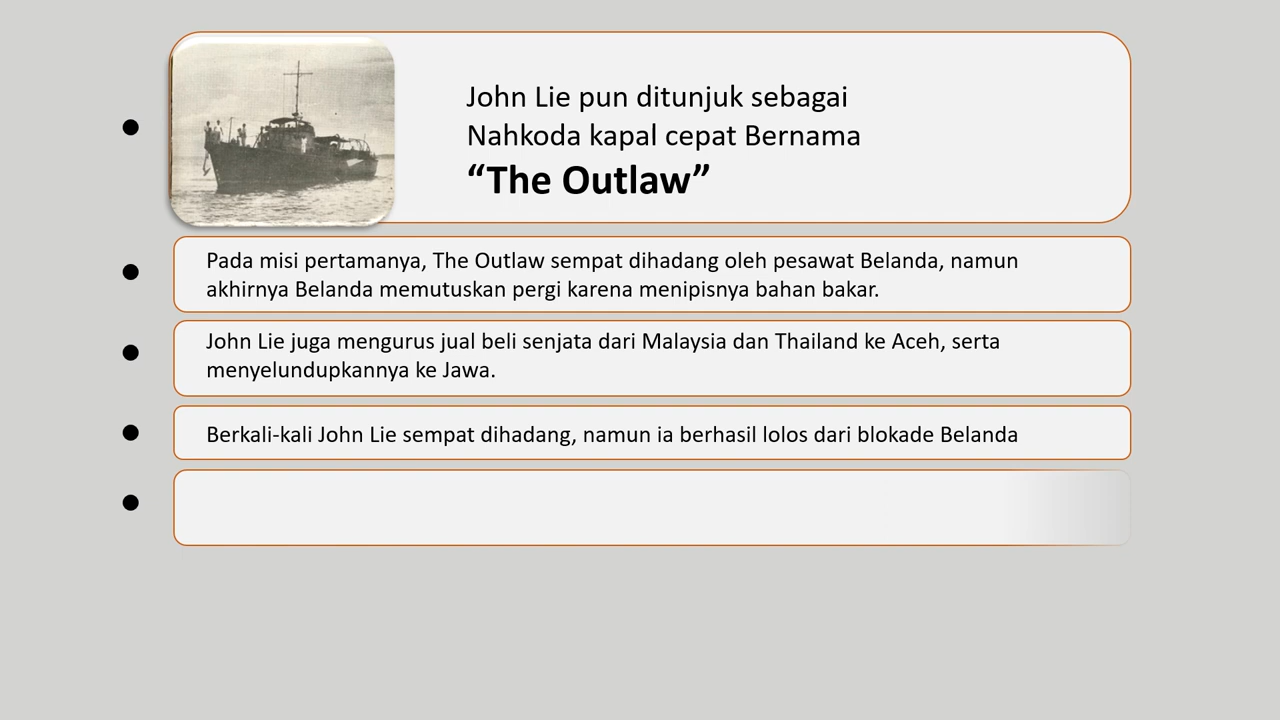 John Lie pun ditunjuk sebagai
Nahkoda kapal cepat Bernama
“The Outlaw”
Pada misi pertamanya, The Outlaw sempat dihadang oleh pesawat Belanda, namun
akhirnya Belanda memutuskan pergi karena menipisnya bahan bakar.
John Lie juga mengurus jual beli senjata dari Malaysia dan Thailand ke Aceh, serta
menyelundupkannya ke Jawa.
Berkali-kali John Lie sempat dihadang, namun ia berhasil lolos dari blokade Belanda